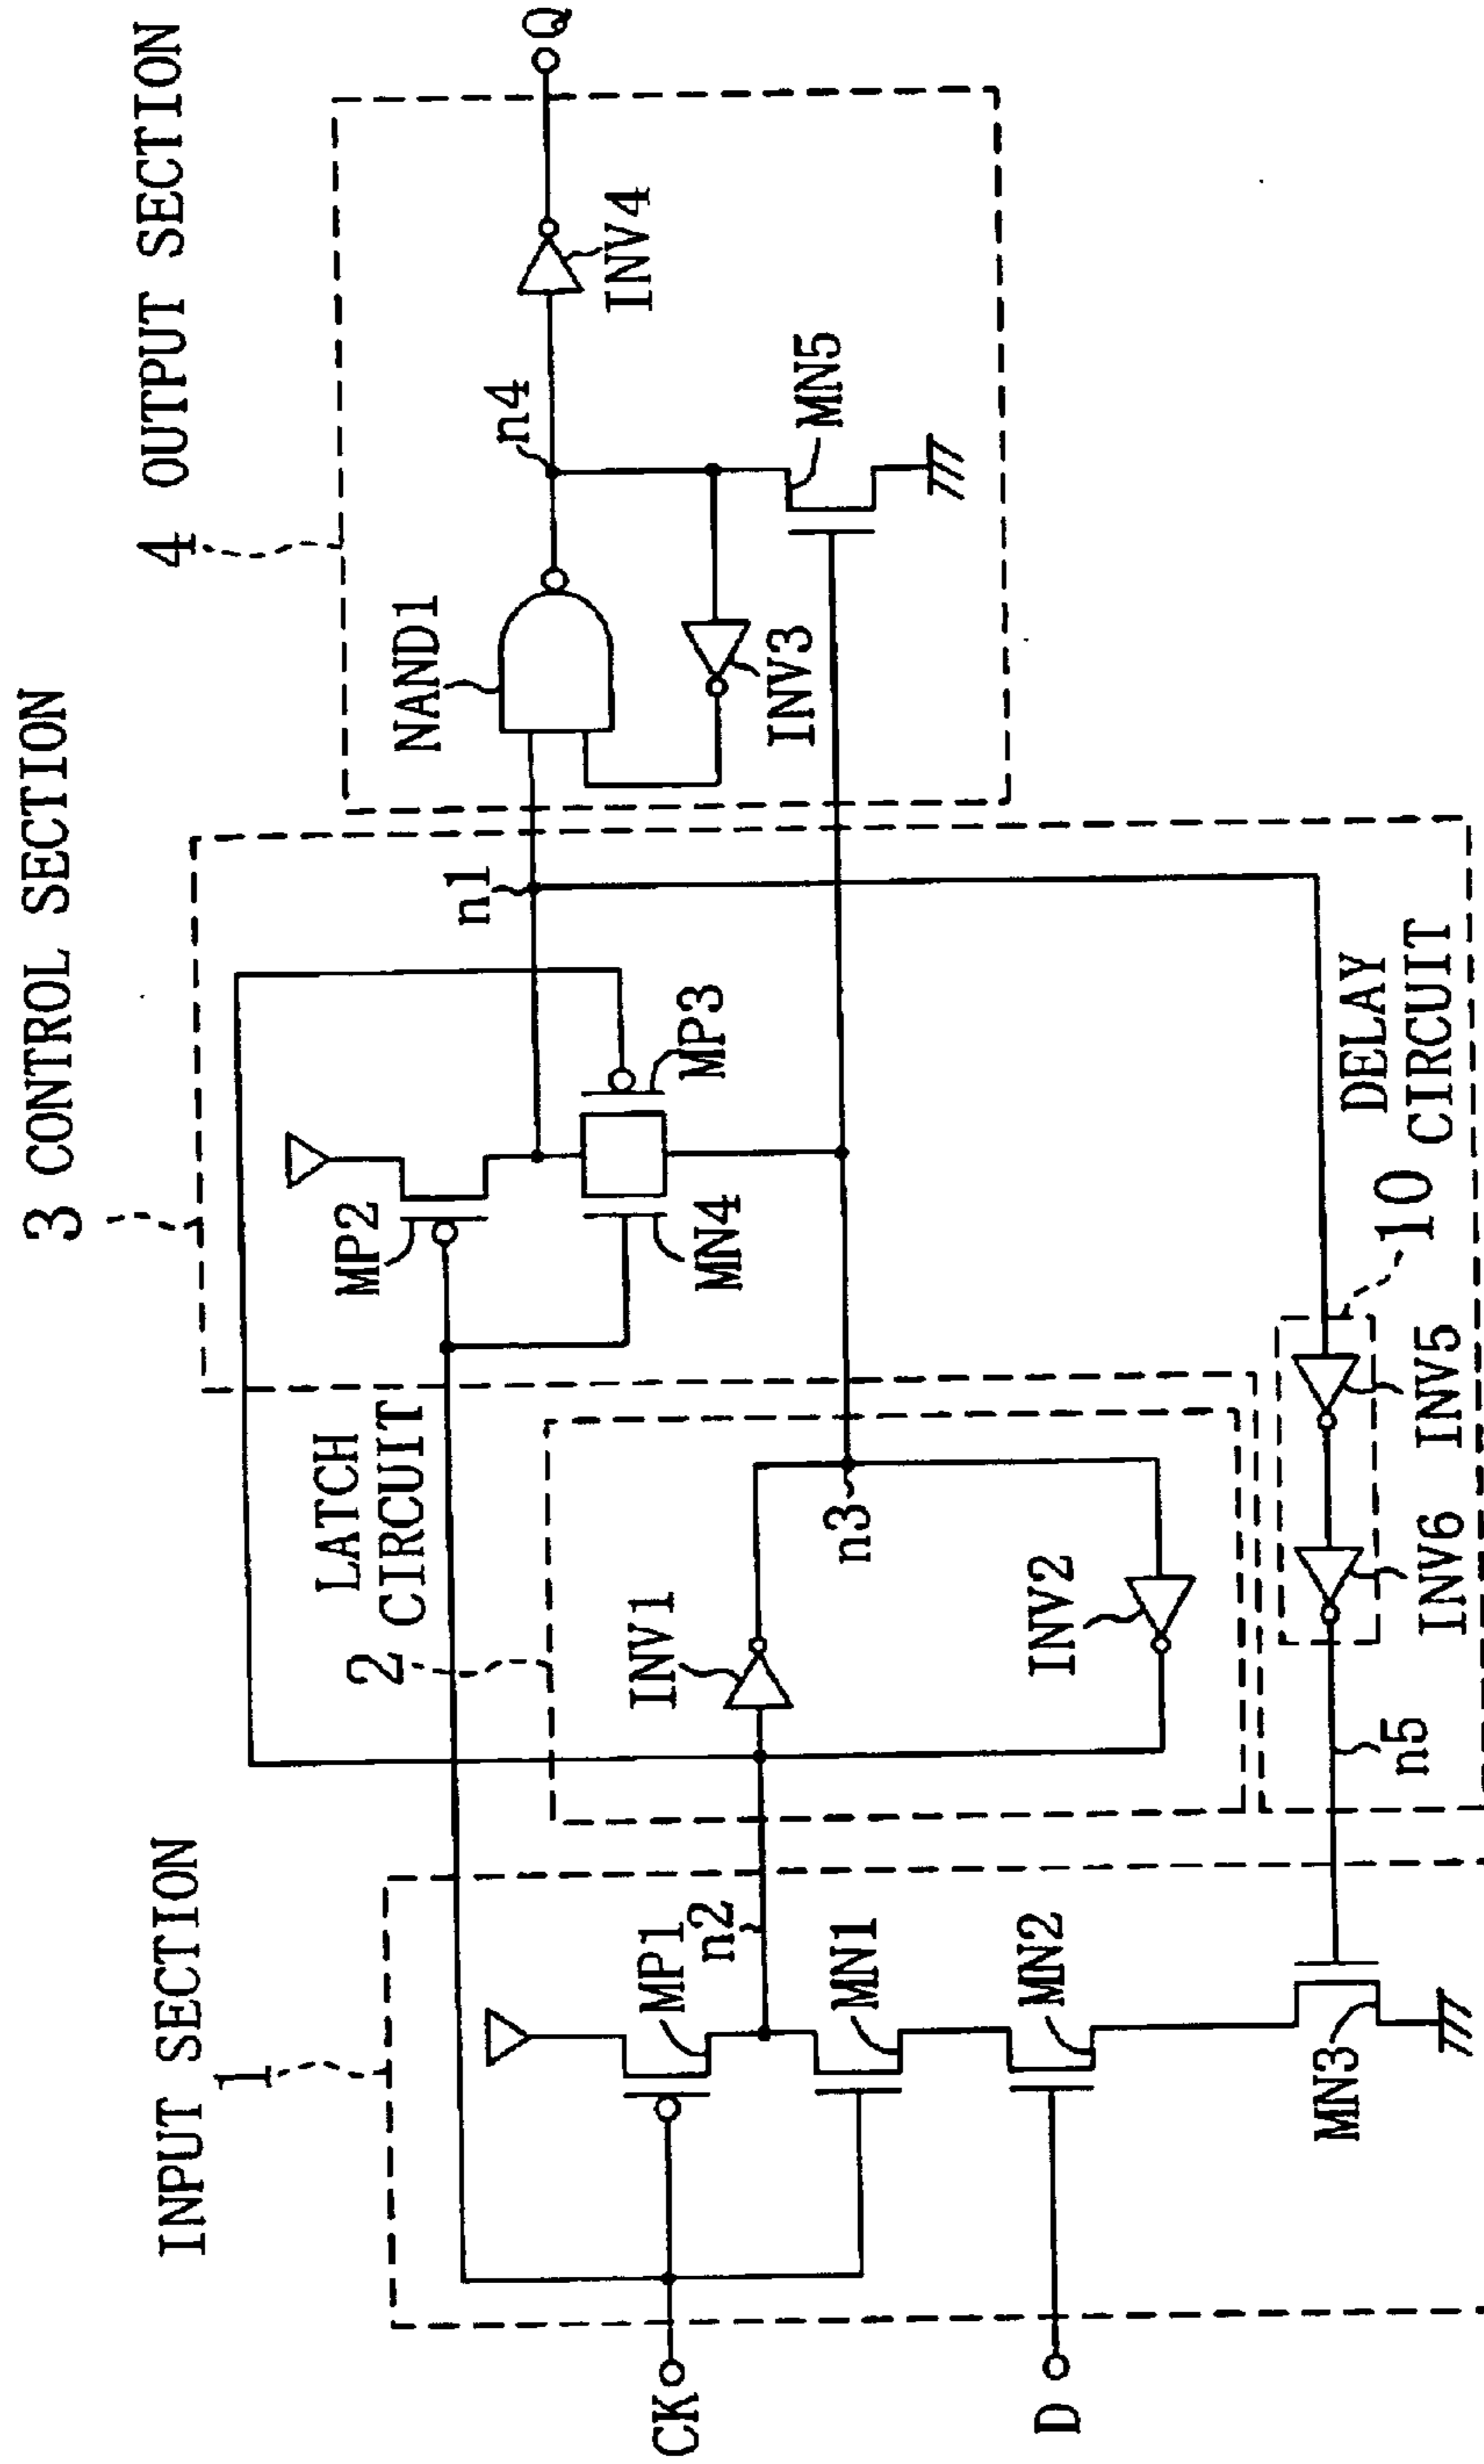 3 CONTROL SECTION
4 OUTPUT SECTION
INPUT SECTION
1
LATCH
2 CIRCUIT
MP2
n1
NAND1
n4
Q
INV4
MP1
n2
INV1
MN4
MP3
INV3
MN5
CK
MN1
n3
MN2
INV2
D
MN3
n5
INV6
INV5
10
DELAY
CIRCUIT